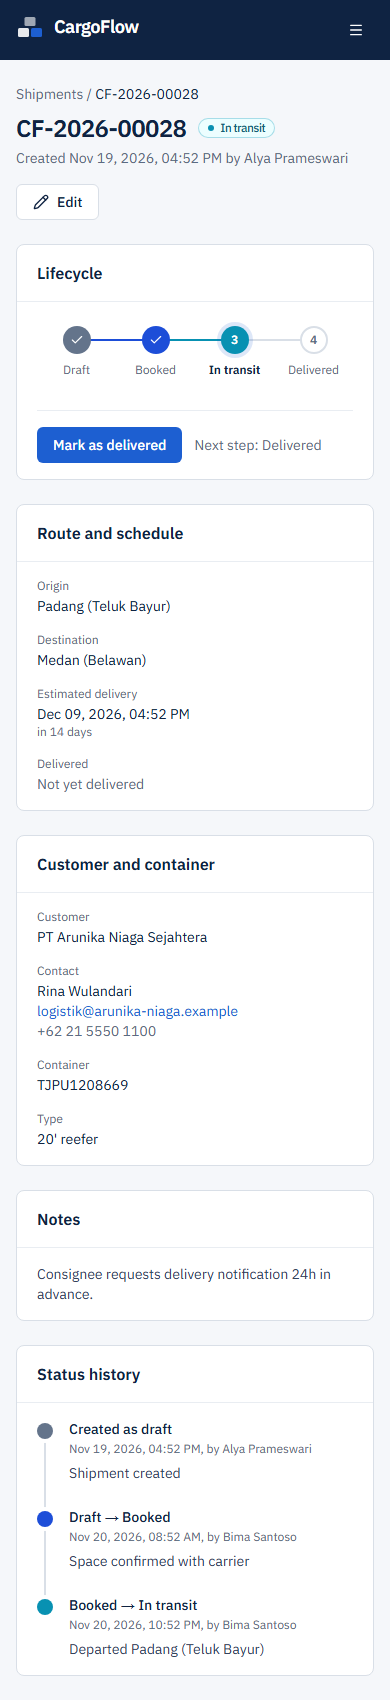 CargoFlow
Shipments / CF-2026-00028
CF-2026-00028
In transit
Created Nov 19, 2026, 04:52 PM by Alya Prameswari
Edit
Lifecycle
3
4
Draft
Booked
In transit
Delivered
Mark as delivered
Next step: Delivered
Route and schedule
Origin
Padang (Teluk Bayur)
Destination
Medan (Belawan)
Estimated delivery
Dec 09, 2026, 04:52 PM
in 14 days
Delivered
Not yet delivered
Customer and container
Customer
PT Arunika Niaga Sejahtera
Contact
Rina Wulandari
logistik@arunika-niaga.example
+62 21 5550 1100
Container
TJPU1208669
Type
20' reefer
Notes
Consignee requests delivery notification 24h in
advance.
Status history
Created as draft
Nov 19, 2026, 04:52 PM, by Alya Prameswari
Shipment created
Draft → Booked
Nov 20, 2026, 08:52 AM, by Bima Santoso
Space confirmed with carrier
Booked → In transit
Nov 20, 2026, 10:52 PM, by Bima Santoso
Departed Padang (Teluk Bayur)